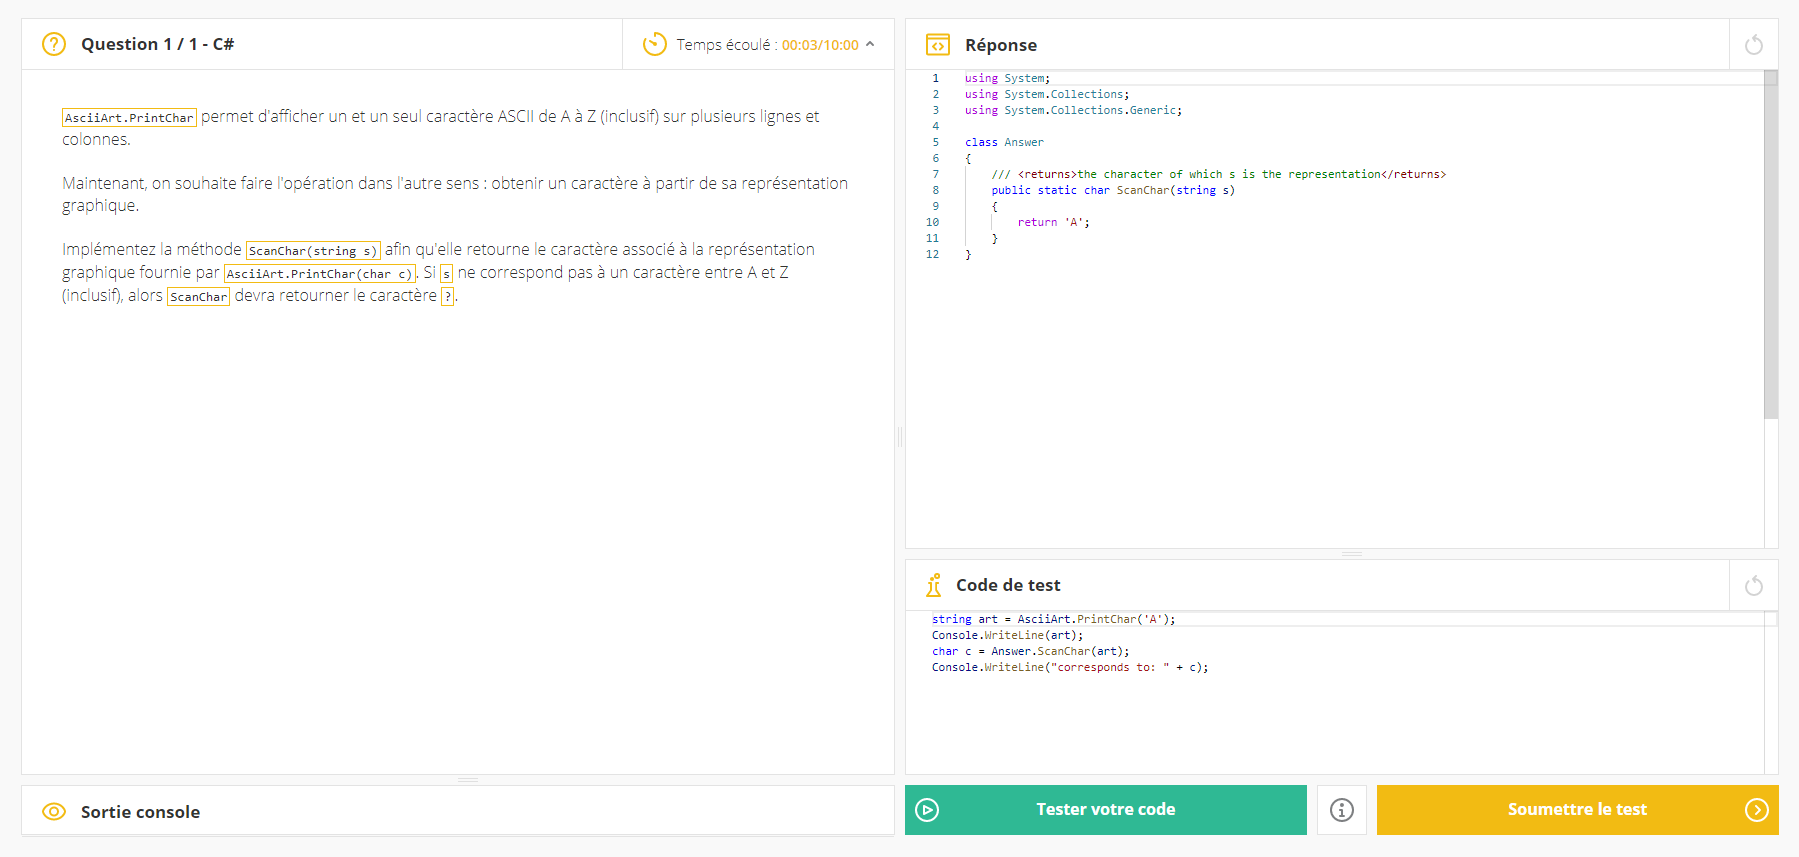 Question 1 / 1 - C#
Temps écoulé : 00:03/10:00
AsciiArt.PrintChar permet d'afficher un et un seul caractère ASCII de A à Z (inclusif) sur plusieurs lignes et
colonnes.
Maintenant, on souhaite faire l'opération dans l'autre sens : obtenir un caractère à partir de sa représentation
graphique.
Implémentez la méthode ScanChar(string s) afin qu'elle retourne le caractère associé à la représentation
graphique fournie par AsciiArt.PrintChar(char c). Si s ne correspond pas à un caractère entre A et Z
(inclusif), alors ScanChar devra retourner le caractère ?.
Sortie console
Réponse
1 using System;
2 using System.Collections;
3 using System.Collections.Generic;
4
5 class Answer
6 {
7 /// <returns>the character of which s is the representation</returns>
8 public static char ScanChar(string s)
9 {
10 return 'A';
11 }
12 }
Code de test
string art = AsciiArt.PrintChar('A');
Console.WriteLine(art);
char c = Answer.ScanChar(art);
Console.WriteLine("corresponds to: " + c);
Tester votre code
Soumettre le test